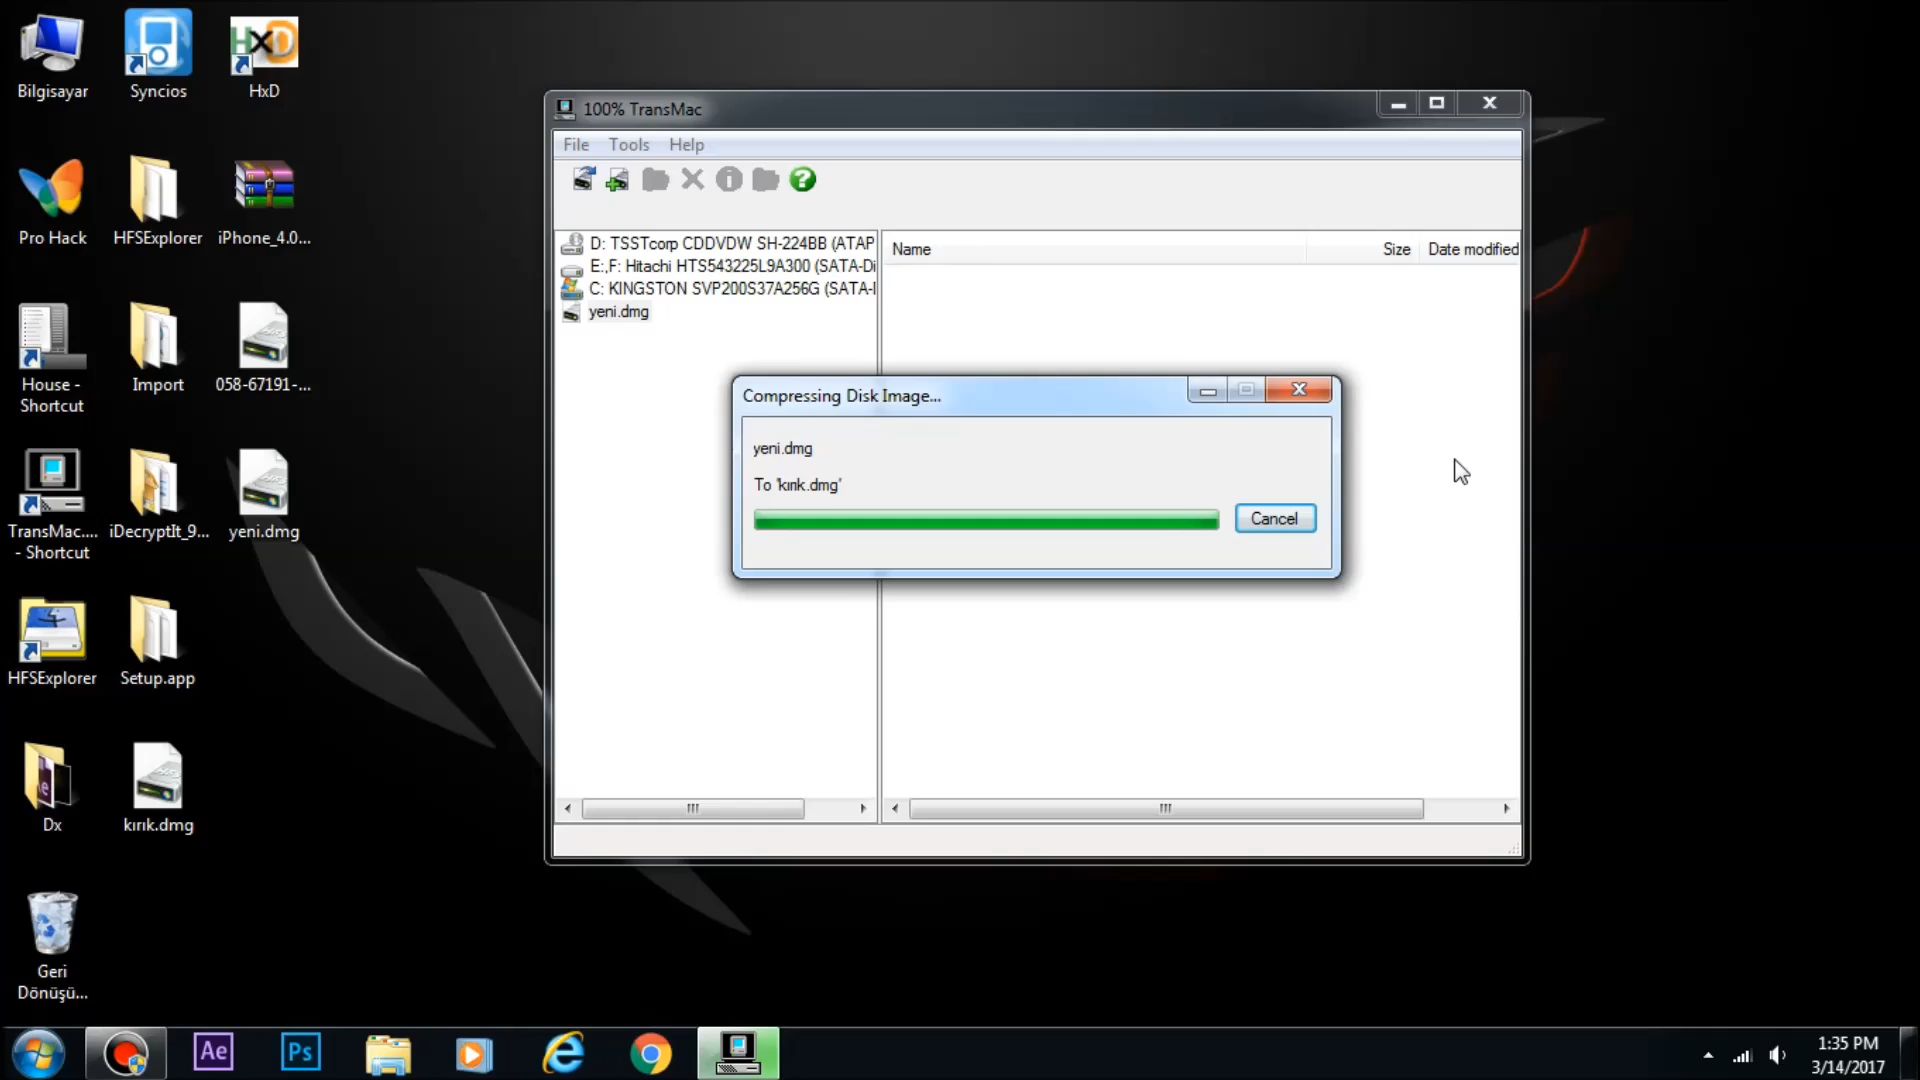 Bilgisayar
Syncios
HxD
Pro Hack
HFSExplorer
iPhone_4.0...
House -
Shortcut
Import
058-67191-...
TransMac....
- Shortcut
iDecryptIt_9...
yeni.dmg
HFSExplorer
Setup.app
Dx
kırık.dmg
Geri
Dönüşü...
100% TransMac
File Tools Help
D: TSSTcorp CDDVDW SH-224BB (ATAP
E:,F: Hitachi HTS543225L9A300 (SATA-Di
C: KINGSTON SVP200S37A256G (SATA-I
yeni.dmg
Name Size Date modified
Compressing Disk Image...
yeni.dmg
To 'kırık.dmg'
Cancel
Ae
Ps
1:35 PM
3/14/2017